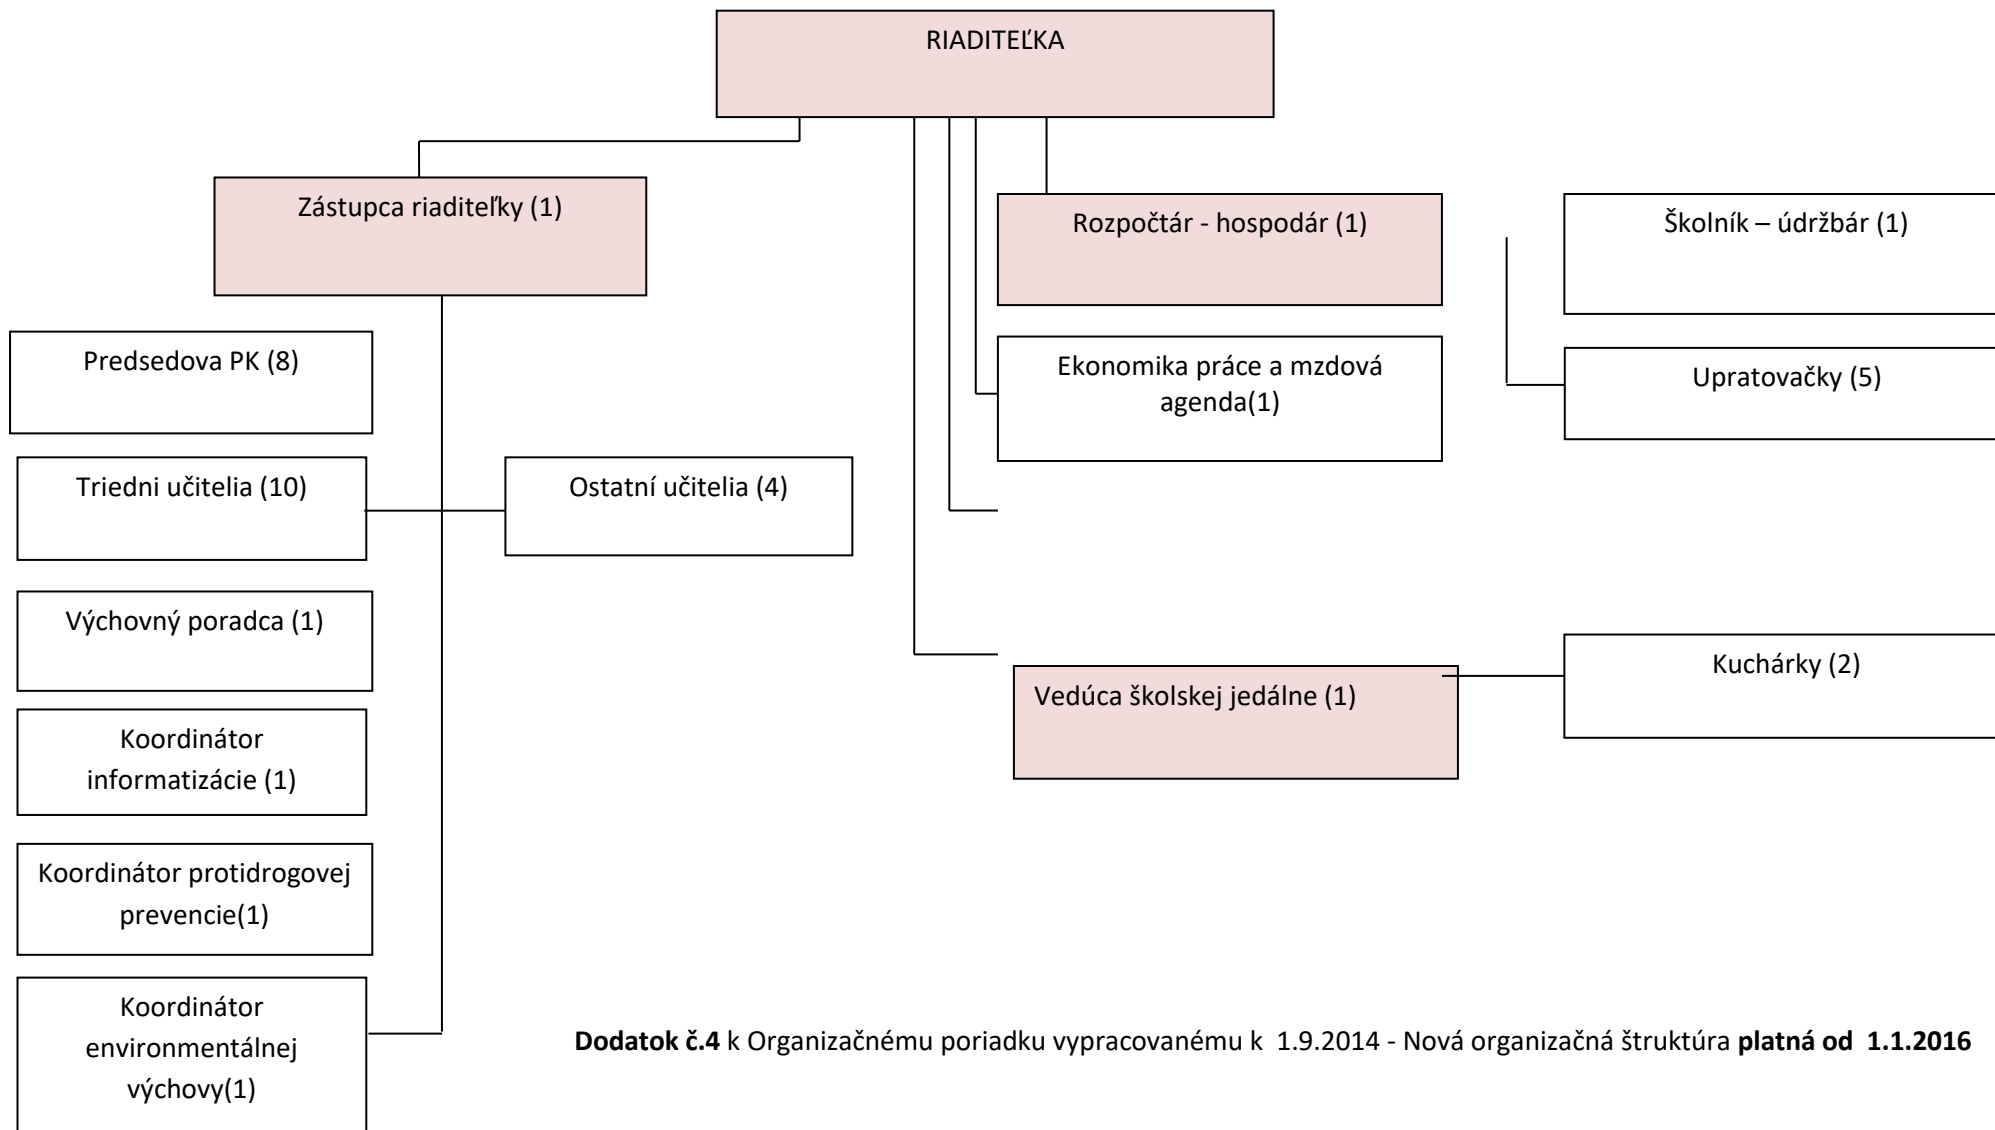 RIADITEĽKA
Zástupca riaditeľky (1)
Rozpočtár - hospodár (1)
Školník – údržbár (1)
Predsedova PK (8)
Ekonomika práce a mzdová
agenda(1)
Upratovačky (5)
Triedni učitelia (10)
Ostatní učitelia (4)
Výchovný poradca (1)
Vedúca školskej jedálne (1)
Kuchárky (2)
Koordinátor
informatizácie (1)
Koordinátor protidrogovej
prevencie(1)
Koordinátor
environmentálnej
výchovy(1)
Dodatok č.4 k Organizačnému poriadku vypracovanému k  1.9.2014 - Nová organizačná štruktúra platná od  1.1.2016